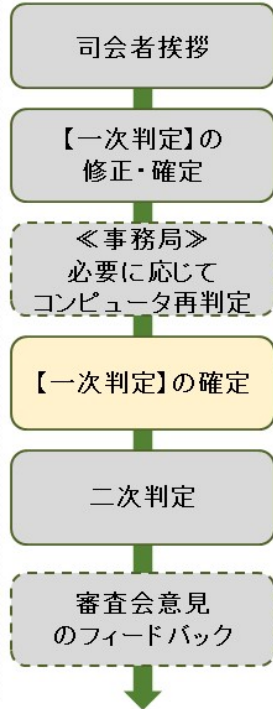 司会者挨拶
【一次判定】の
修正・確定
≪事務局≫
必要に応じて
コンピュータ再判定
【一次判定】の確定
二次判定
審査会意見
のフィードバック